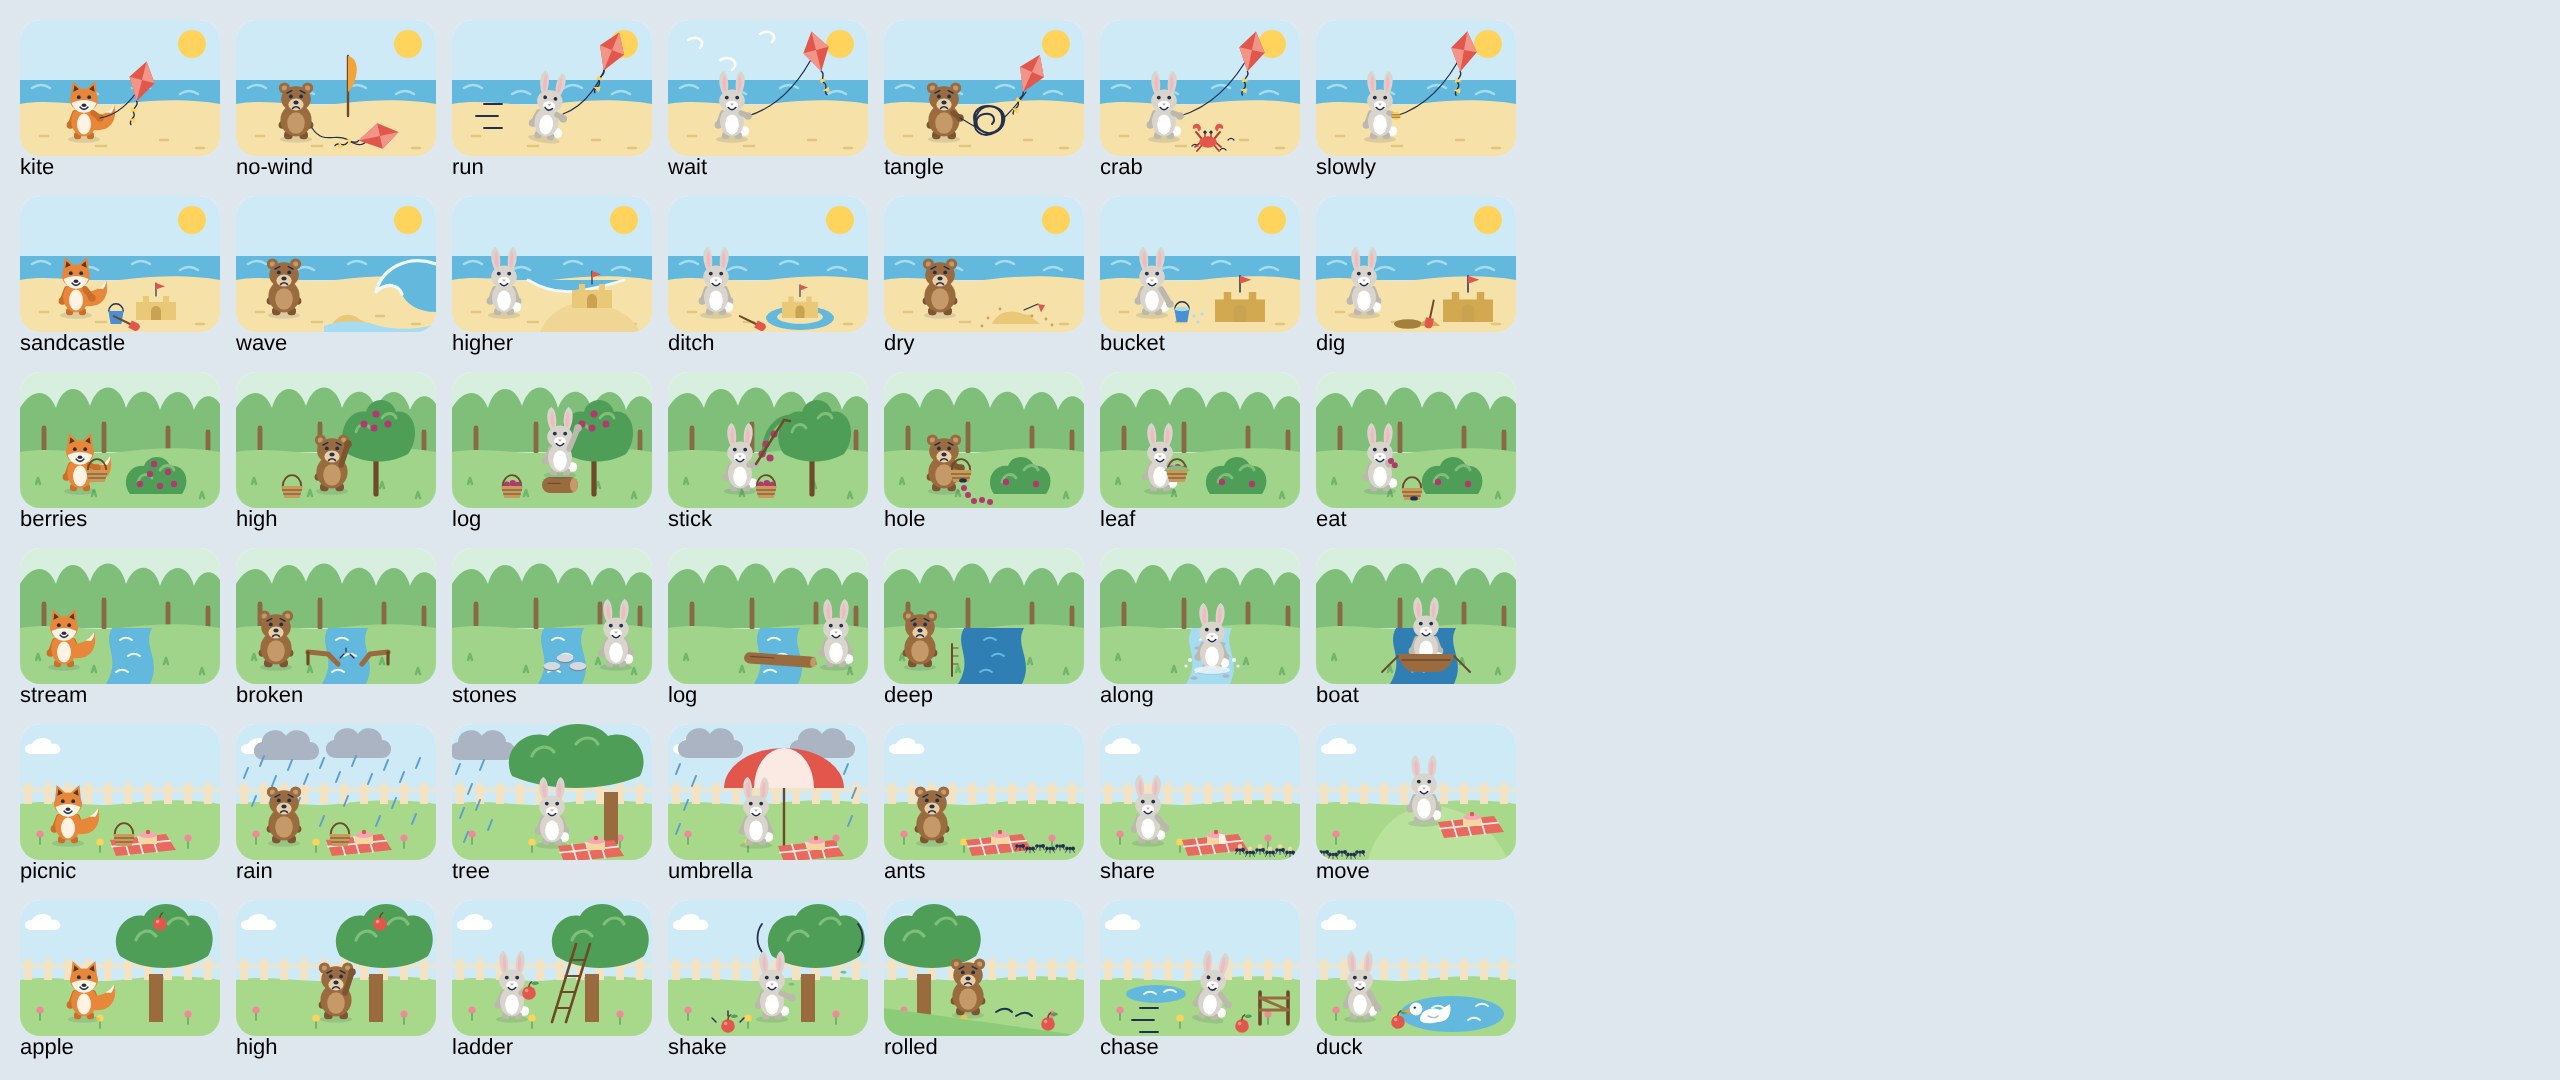 kite no-wind run wait tangle crab slowly
sandcastle wave higher ditch dry bucket dig
berries high log stick hole leaf eat
stream broken stones log deep along boat
picnic rain tree umbrella ants share move
apple high ladder shake rolled chase duck